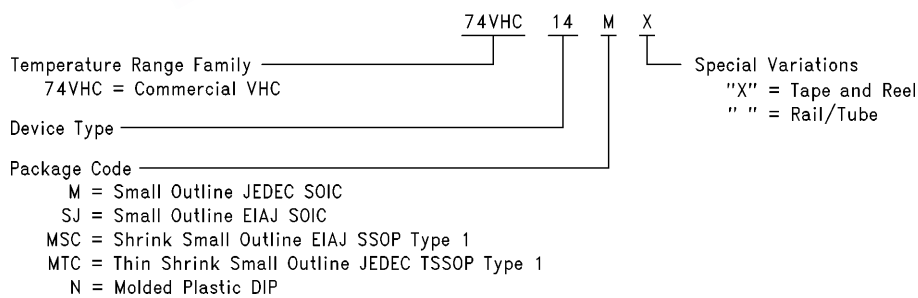 74VHC 14 M X
Temperature Range Family
74VHC = Commercial VHC
Special Variations
"X" = Tape and Reel
" " = Rail/Tube
Device Type
Package Code
M = Small Outline JEDEC SOIC
SJ = Small Outline EIAJ SOIC
MSC = Shrink Small Outline EIAJ SSOP Type 1
MTC = Thin Shrink Small Outline JEDEC TSSOP Type 1
N = Molded Plastic DIP